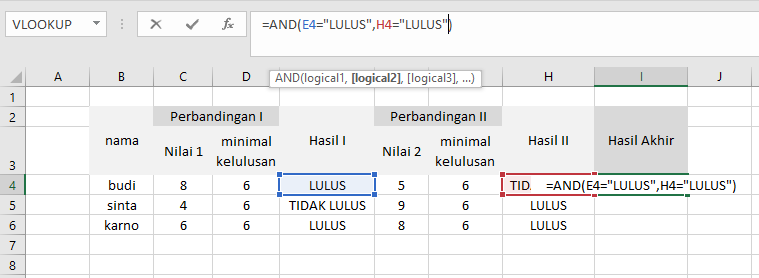 VLOOKUP =AND(E4="LULUS",H4="LULUS")
AND(logical1, [logical2], [logical3], ...)
A B C D E F G H I J
1
2 Perbandingan I Perbandingan II
nama Hasil I Hasil II Hasil Akhir
3 Nilai 1 minimal kelulusan Nilai 2 minimal kelulusan
4 budi 8 6 LULUS 5 6 TID =AND(E4="LULUS",H4="LULUS")
5 sinta 4 6 TIDAK LULUS 9 6 LULUS
6 karno 6 6 LULUS 8 6 LULUS
7
8